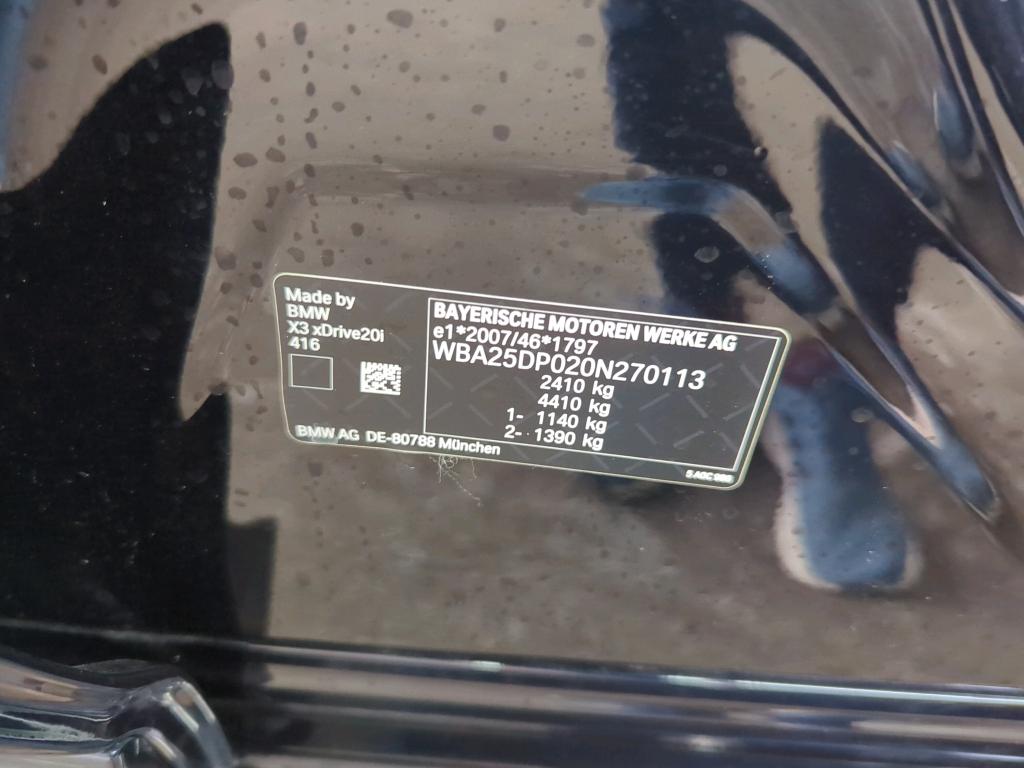 Made by
BMW
X3 xDrive20i
416
BMW AG DE-80788 München
BAYERISCHE MOTOREN WERKE AG
e1*2007/46*1797
WBA25DP020N270113
2410 kg
4410 kg
1- 1140 kg
2- 1390 kg